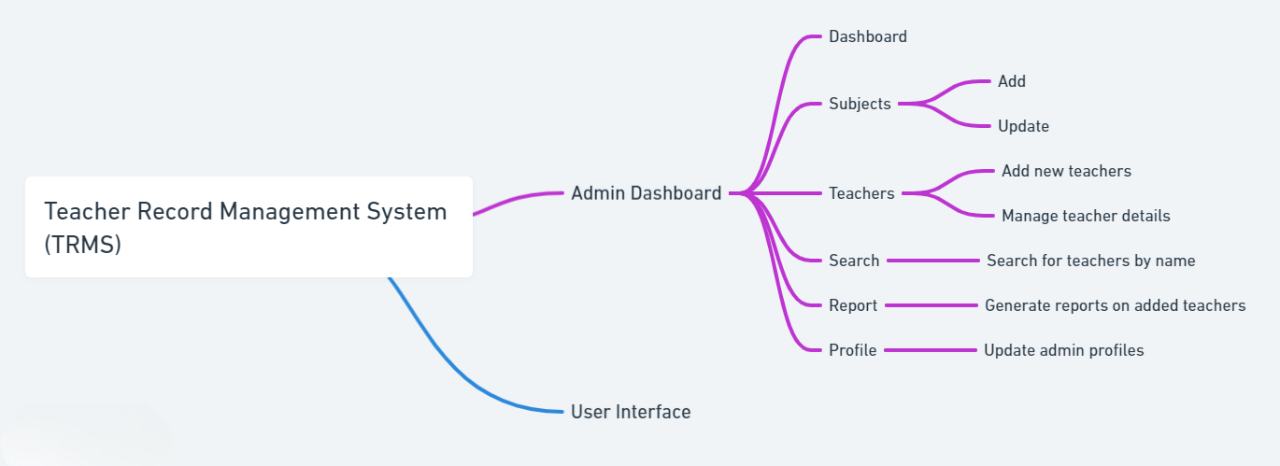 Teacher Record Management System
(TRMS)
Admin Dashboard
Dashboard
Subjects
Add
Update
Teachers
Add new teachers
Manage teacher details
Search
Search for teachers by name
Report
Generate reports on added teachers
Profile
Update admin profiles
User Interface